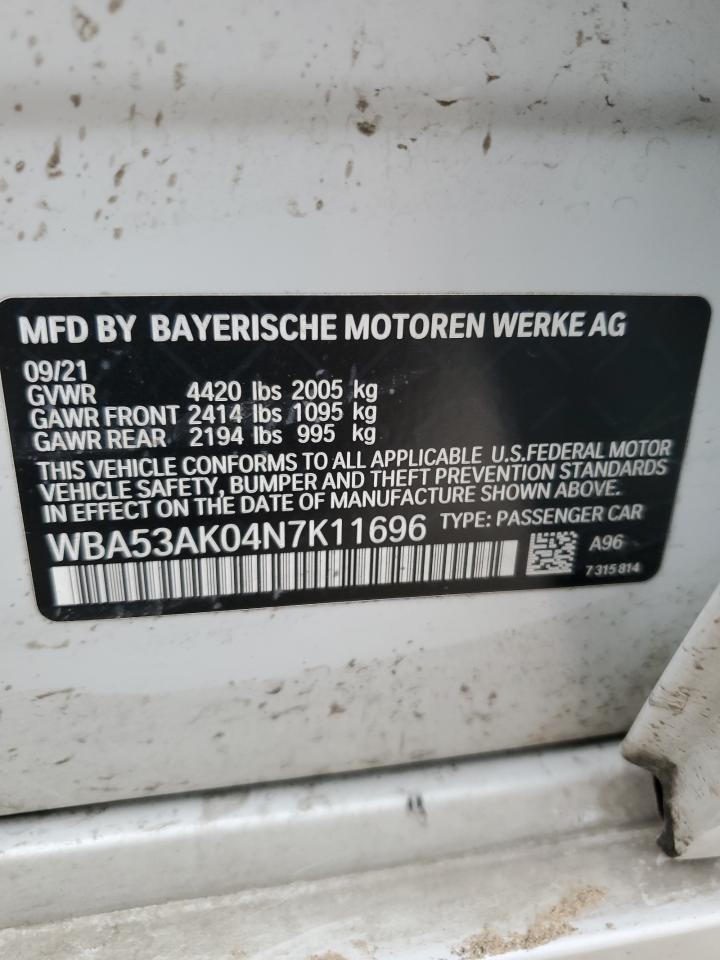 MFD BY BAYERISCHE MOTOREN WERKE AG
09/21
GVWR 4420 lbs 2005 kg
GAWR FRONT 2414 lbs 1095 kg
GAWR REAR 2194 lbs 995 kg
THIS VEHICLE CONFORMS TO ALL APPLICABLE U.S.FEDERAL MOTOR
VEHICLE SAFETY, BUMPER AND THEFT PREVENTION STANDARDS
IN EFFECT ON THE DATE OF MANUFACTURE SHOWN ABOVE.
WBA53AK04N7K11696 TYPE: PASSENGER CAR
A96
7 315 814